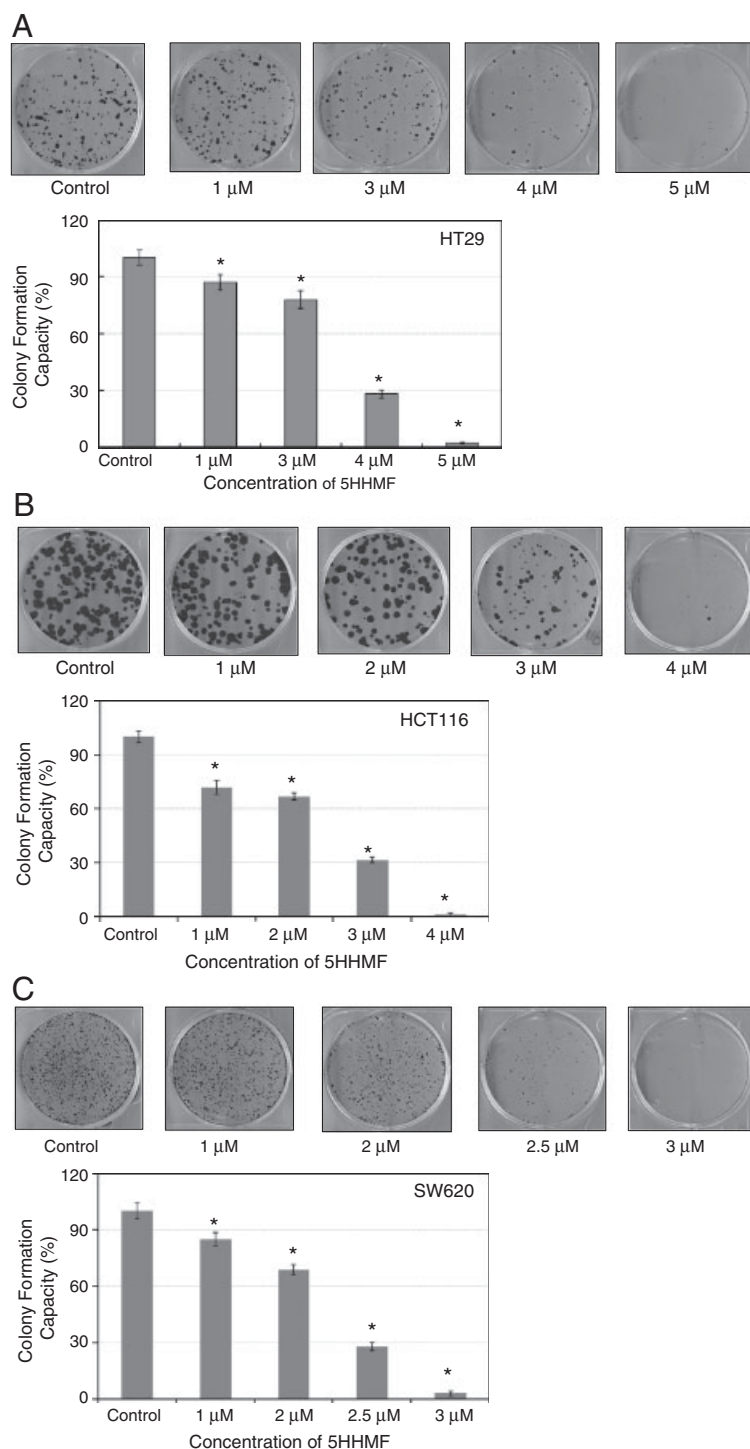 A
Control 1 μM 3 μM 4 μM 5 μM
120
90
60
30
0
Colony Formation
Capacity (%)
HT29
*
*
*
*
Control 1 μM 3 μM 4 μM 5 μM
Concentration of 5HHMF
B
Control 1 μM 2 μM 3 μM 4 μM
120
90
60
30
0
Colony Formation
Capacity (%)
HCT116
*
*
*
*
Control 1 μM 2 μM 3 μM 4 μM
Concentration of 5HHMF
C
Control 1 μM 2 μM 2.5 μM 3 μM
120
90
60
30
0
Colony Formation
Capacity (%)
SW620
*
*
*
*
Control 1 μM 2 μM 2.5 μM 3 μM
Concentration of 5HHMF